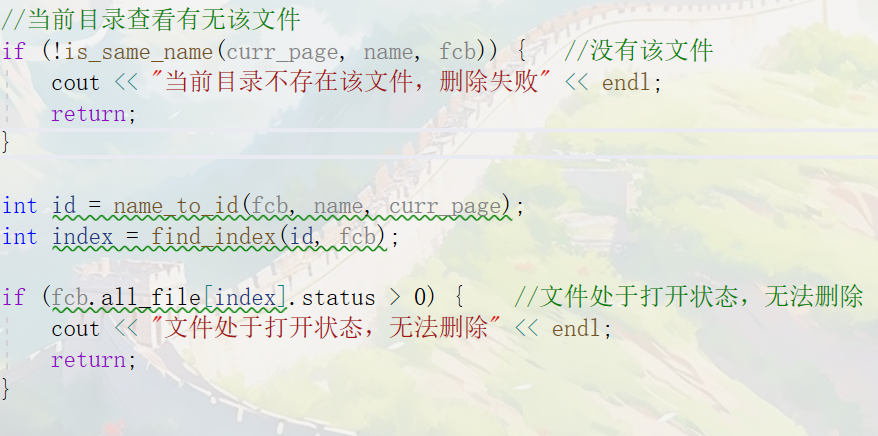 //当前目录查看有无该文件
if (!is_same_name(curr_page, name, fcb)) {   //没有该文件
    cout << "当前目录不存在该文件，删除失败" << endl;
    return;
}

int id = name_to_id(fcb, name, curr_page);
int index = find_index(id, fcb);

if (fcb.all_file[index].status > 0) {    //文件处于打开状态，无法删除
    cout << "文件处于打开状态，无法删除" << endl;
    return;
}